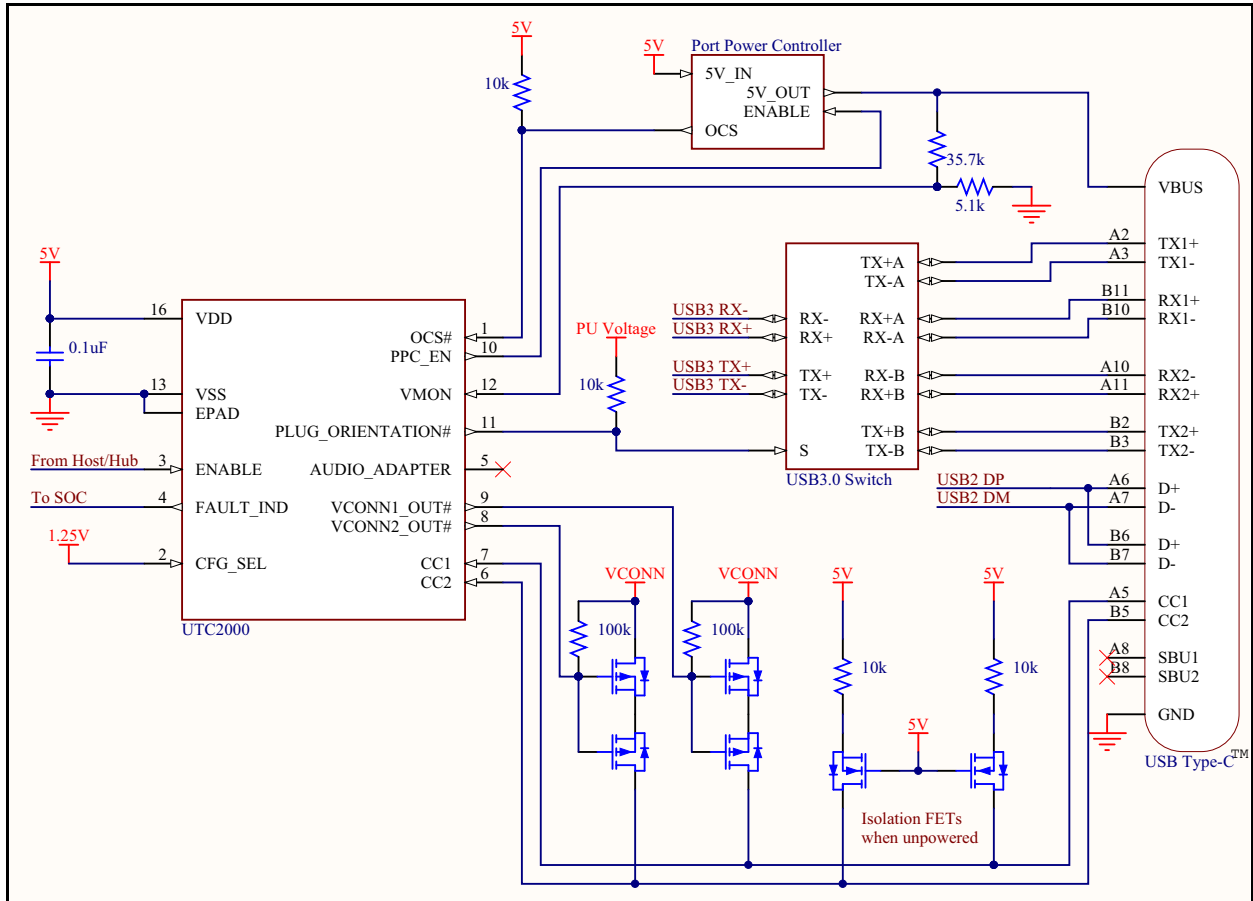 5V
10k
5V
Port Power Controller
5V_IN
5V_OUT
ENABLE
OCS
35.7k
5.1k
5V
0.1uF
16
VDD
13
VSS
EPAD
From Host/Hub
3
ENABLE
To SOC
4
FAULT_IND
1.25V
2
CFG_SEL
OCS#
1
PPC_EN
10
VMON
12
PLUG_ORIENTATION#
11
AUDIO_ADAPTER
5
VCONN1_OUT#
9
VCONN2_OUT#
8
CC1
7
CC2
6
UTC2000
PU Voltage
10k
USB3 RX-
USB3 RX+
USB3 TX+
USB3 TX-
RX-
RX+
TX+
TX-
S
TX+A
TX-A
RX+A
RX-A
RX-B
RX+B
TX+B
TX-B
USB3.0 Switch
USB2 DP
USB2 DM
VBUS
A2
TX1+
A3
TX1-
B11
RX1+
B10
RX1-
A10
RX2-
A11
RX2+
B2
TX2+
B3
TX2-
A6
D+
A7
D-
B6
D+
B7
D-
A5
CC1
B5
CC2
A8
SBU1
B8
SBU2
GND
USB Type-C™
VCONN
100k
VCONN
100k
5V
10k
5V
10k
5V
Isolation FETs
when unpowered